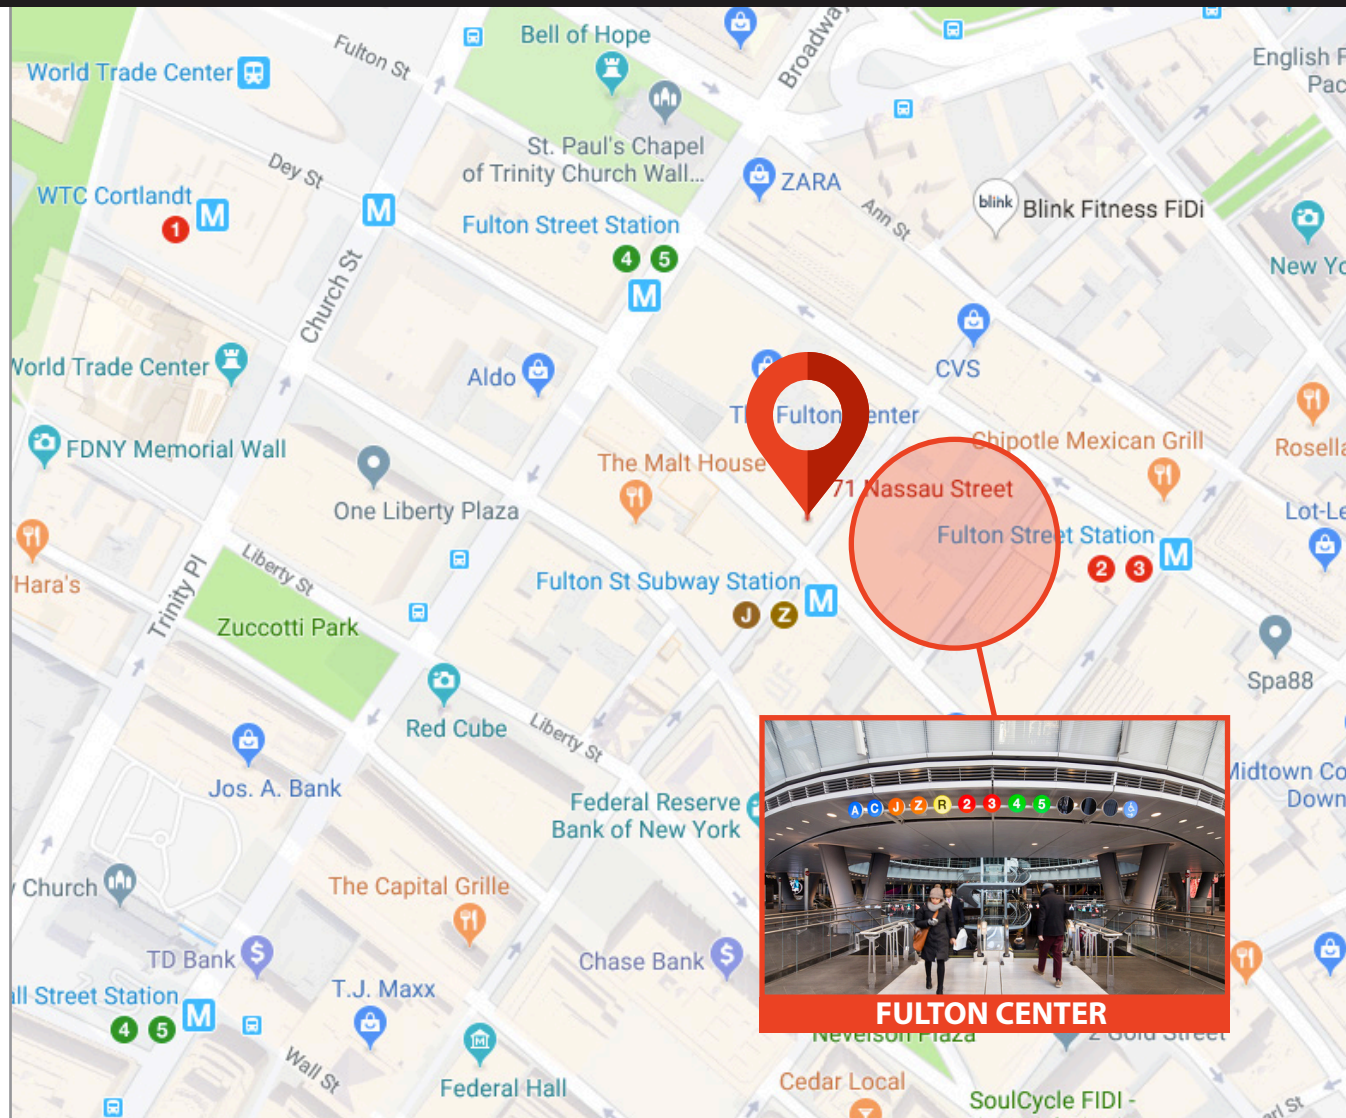 Fulton St
Bell of Hope
Broadway
World Trade Center
English F
Pac
St. Paul's Chapel
of Trinity Church Wall...
Dey St
ZARA
WTC Cortlandt
1
M
M
Ann St
blink
Blink Fitness FiDi
Fulton Street Station
4 5
M
New Yo
Church St
World Trade Center
Aldo
CVS
Fulton
enter
FDNY Memorial Wall
The Malt House
Chipotle Mexican Grill
Rosella
71 Nassau Street
One Liberty Plaza
Lot-Le
Fulton Street Station
2 3
M
Liberty St
Fulton St Subway Station
J Z
M
'Hara's
Trinity Pl
Zuccotti Park
Spa88
Red Cube
Liberty St
Jos. A. Bank
Midtown Co
Down
Federal Reserve
Bank of New York
A C J Z R 2 3 4 5
Church
The Capital Grille
TD Bank
$
Chase Bank
$
all Street Station
4 5
M
T.J. Maxx
FULTON CENTER
Nevelson Plaza
2 Gold Street
Wall St
Federal Hall
M
Cedar Local
SoulCycle FIDI -
rl St